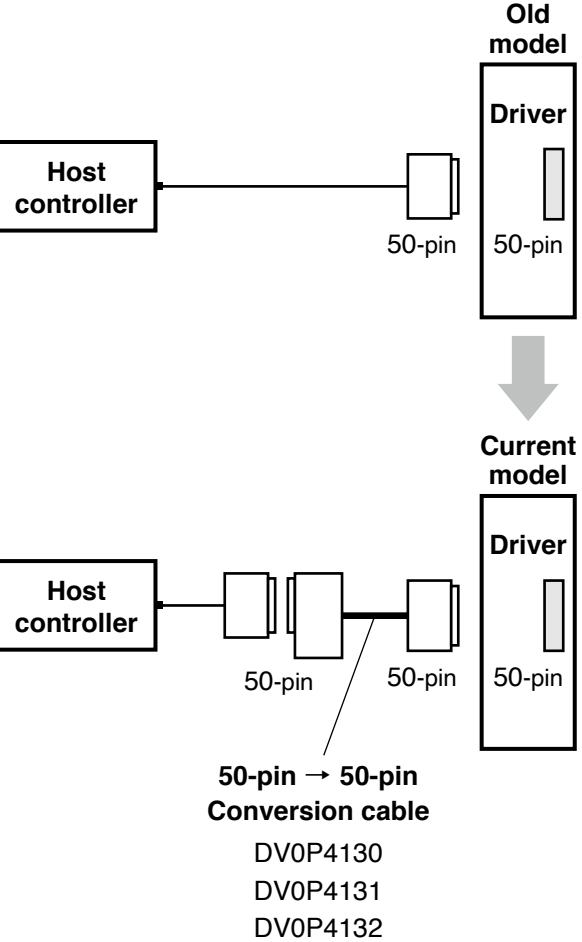 Old
model
Driver
Host
controller
50-pin
50-pin
Current
model
Driver
Host
controller
50-pin
50-pin
50-pin
50-pin → 50-pin
Conversion cable
DV0P4130
DV0P4131
DV0P4132